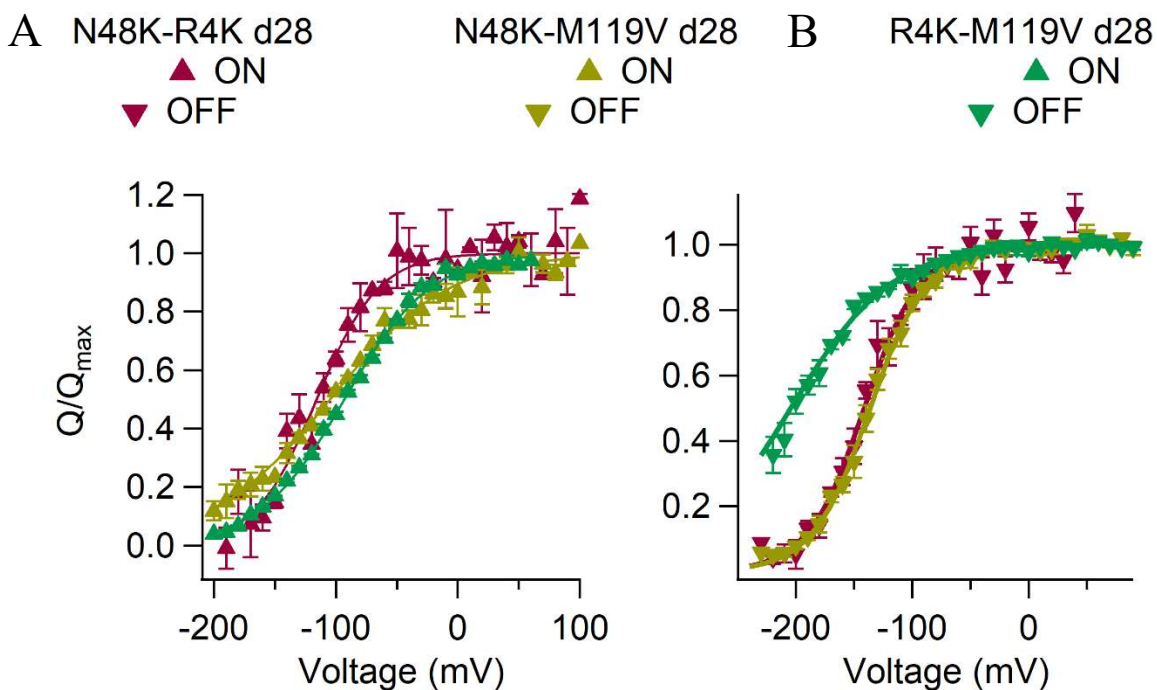 A N48K-R4K d28 N48K-M119V d28 B R4K-M119V d28
ON ON ON
OFF OFF OFF
1.2
1.0
0.8
0.6
0.4
0.2
0.0
Q/Qmax
-200 -100 0 100
Voltage (mV)
1.0
0.8
0.6
0.4
0.2
-200 -100 0
Voltage (mV)